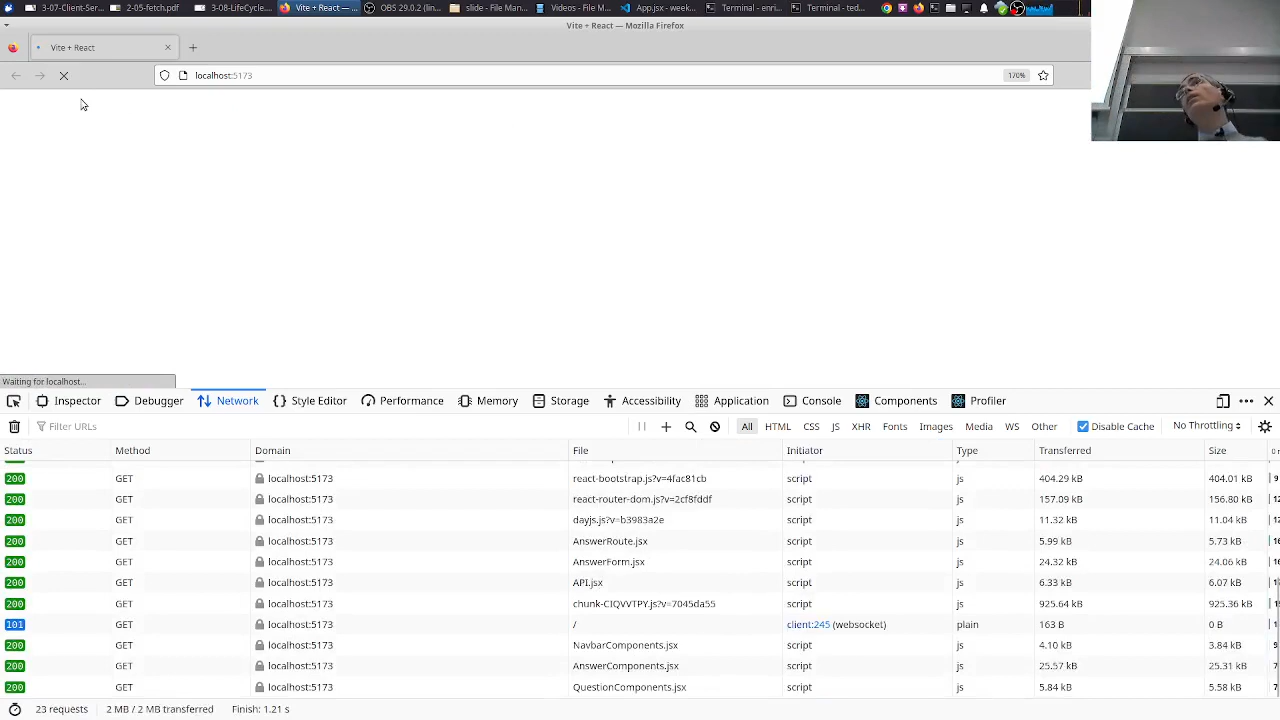 3-07-Client-Ser... 2-05-fetch.pdf 3-08-LifeCycle... Vite + React —... OBS 29.0.2 (lin... slide - File Man... Videos - File M... App.jsx - week... Terminal - enri... Terminal - ted...
Vite + React — Mozilla Firefox
Vite + React
localhost:5173 170%
Waiting for localhost...
Inspector Debugger Network Style Editor Performance Memory Storage Accessibility Application Console Components Profiler
Filter URLs All HTML CSS JS XHR Fonts Images Media WS Other Disable Cache No Throttling
Status Method Domain File Initiator Type Transferred Size
200 GET localhost:5173 react-bootstrap.js?v=4fac81cb script js 404.29 kB 404.01 kB
200 GET localhost:5173 react-router-dom.js?v=2cf8fddf script js 157.09 kB 156.80 kB
200 GET localhost:5173 dayjs.js?v=b3983a2e script js 11.32 kB 11.04 kB
200 GET localhost:5173 AnswerRoute.jsx script js 5.99 kB 5.73 kB
200 GET localhost:5173 AnswerForm.jsx script js 24.32 kB 24.06 kB
200 GET localhost:5173 API.jsx script js 6.33 kB 6.07 kB
200 GET localhost:5173 chunk-CIQVVTPY.js?v=7045da55 script js 925.64 kB 925.36 kB
101 GET localhost:5173 / client:245 (websocket) plain 163 B 0 B
200 GET localhost:5173 NavbarComponents.jsx script js 4.10 kB 3.84 kB
200 GET localhost:5173 AnswerComponents.jsx script js 25.57 kB 25.31 kB
200 GET localhost:5173 QuestionComponents.jsx script js 5.84 kB 5.58 kB
23 requests 2 MB / 2 MB transferred Finish: 1.21 s